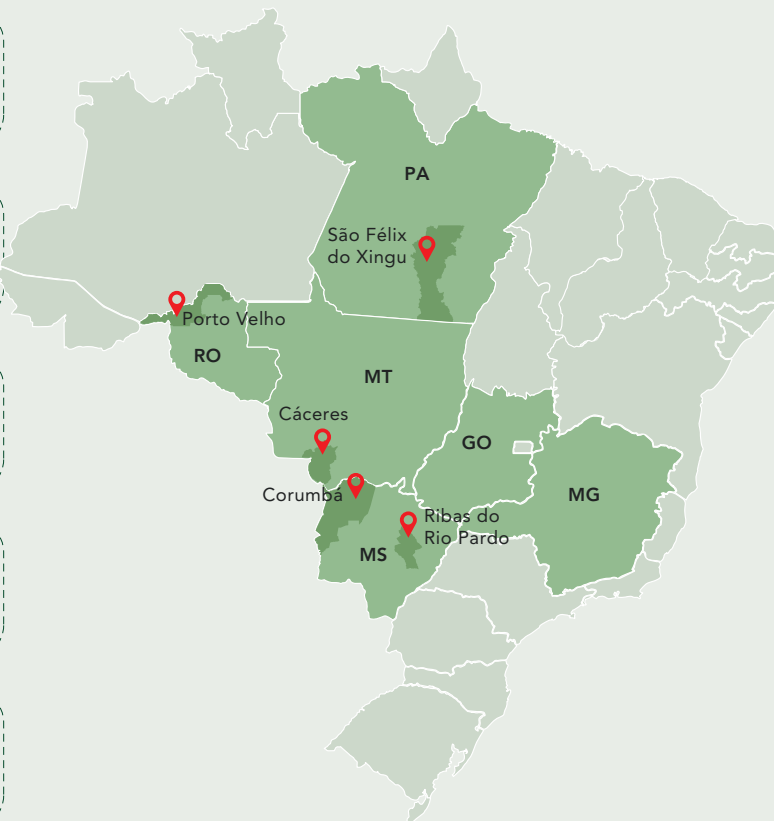 PA
São Félix
do Xingu
Porto Velho
RO
MT
Cáceres
GO
Corumbá
MG
Ribas do
Rio Pardo
MS